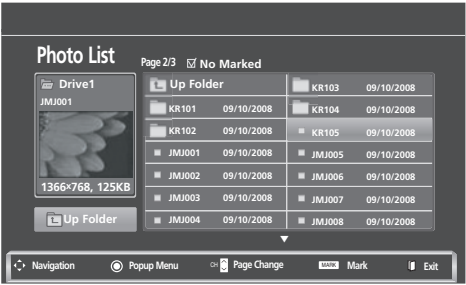 Photo List
Page 2/3 ☑ No Marked
Drive1
JMJ001
1366×768, 125KB
Up Folder
Up Folder
KR101 09/10/2008
KR102 09/10/2008
JMJ001 09/10/2008
JMJ002 09/10/2008
JMJ003 09/10/2008
JMJ004 09/10/2008
KR103 09/10/2008
KR104 09/10/2008
KR105 09/10/2008
JMJ005 09/10/2008
JMJ006 09/10/2008
JMJ007 09/10/2008
JMJ008 09/10/2008
Navigation Popup Menu CH Page Change MARK Mark Exit